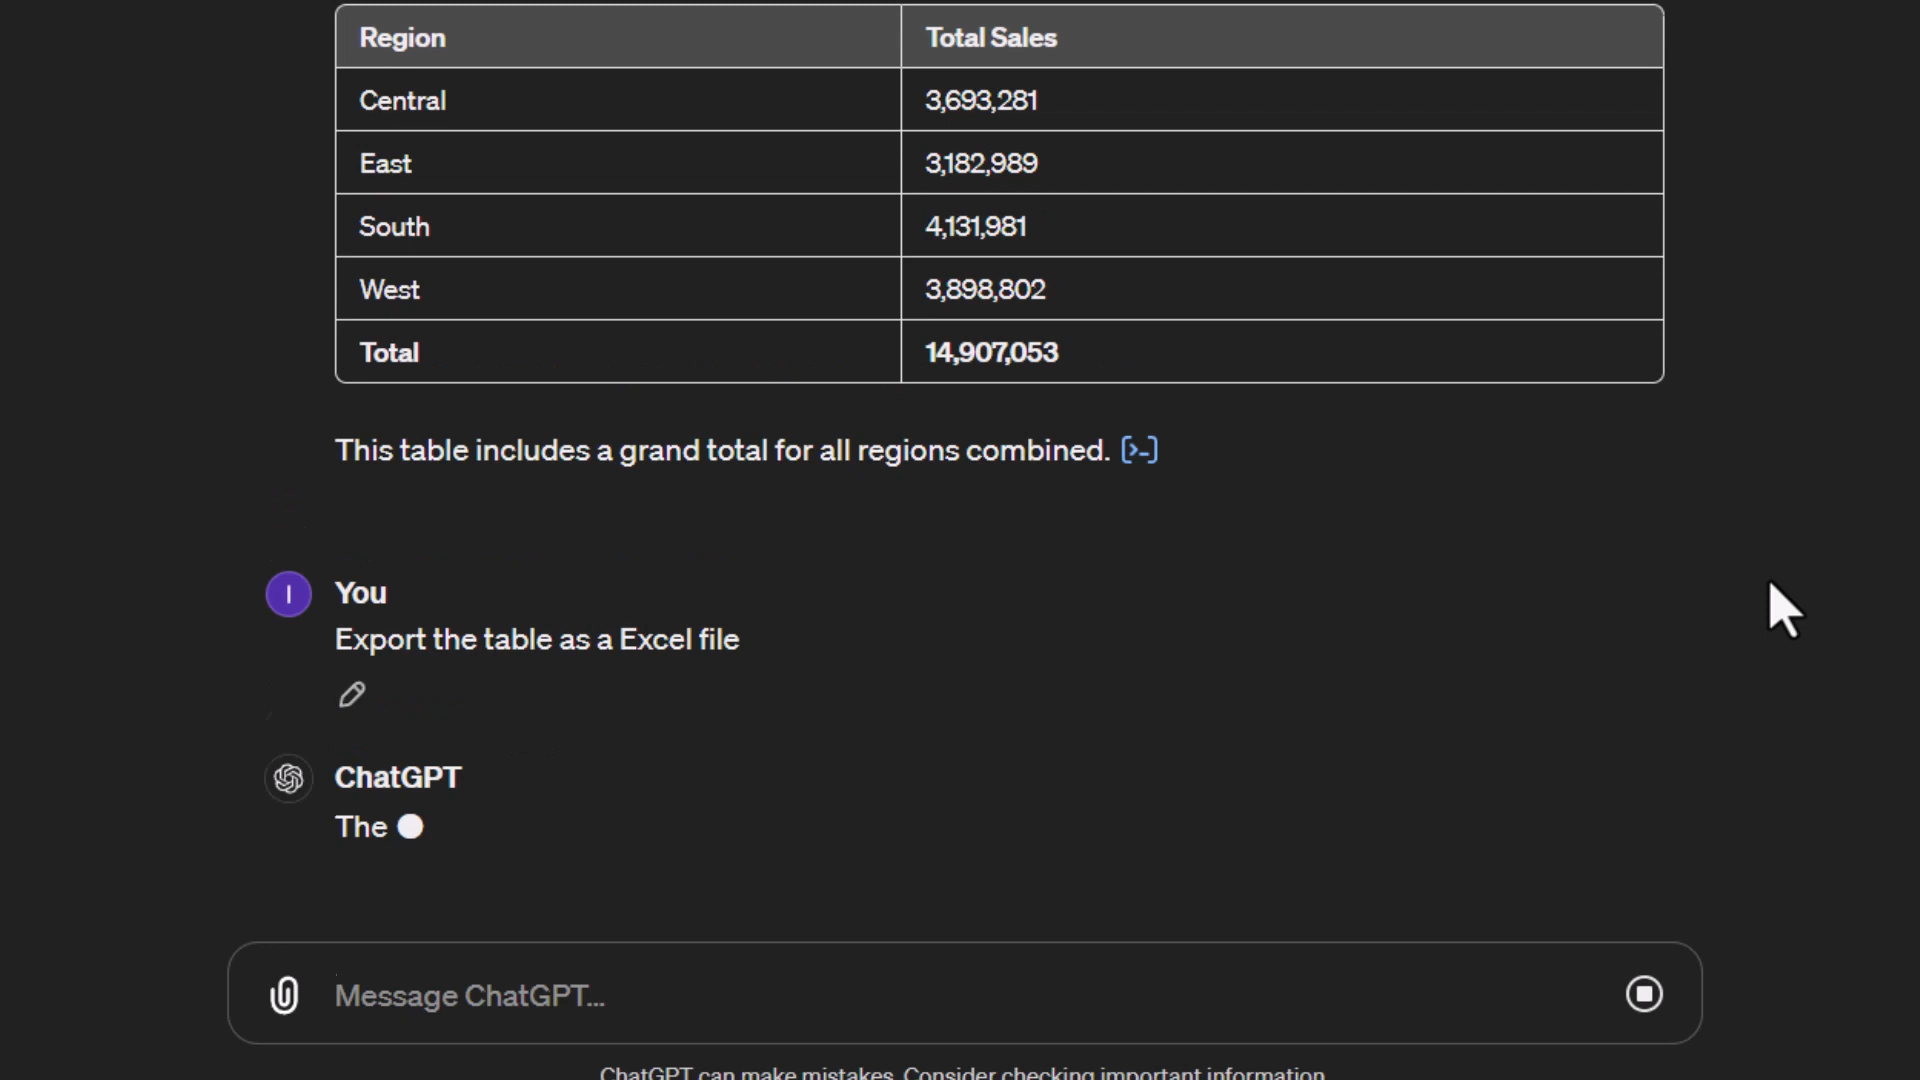 Region Total Sales
Central 3,693,281
East 3,182,989
South 4,131,981
West 3,898,802
Total 14,907,053
This table includes a grand total for all regions combined. [>-]
I You
Export the table as a Excel file
ChatGPT
The
Message ChatGPT...
ChatGPT can make mistakes. Consider checking important information.